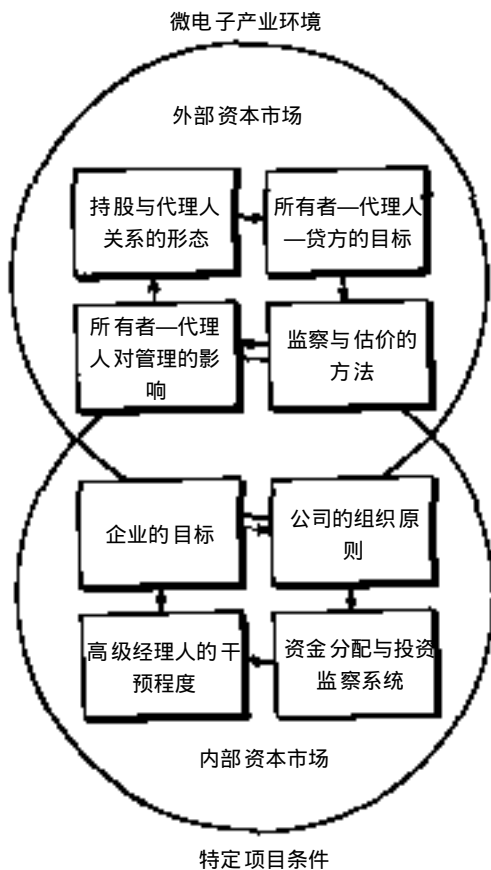 微电子产业环境
外部资本市场
持股与代理人
关系的形态
所有者—代理人
—贷方的目标
所有者—代理
人对管理的影
响
监察与估价的
方法
企业的目标
公司的组织原
则
高级经理人的干
预程度
资金分配与投资
监察系统
内部资本市场
特定项目条件